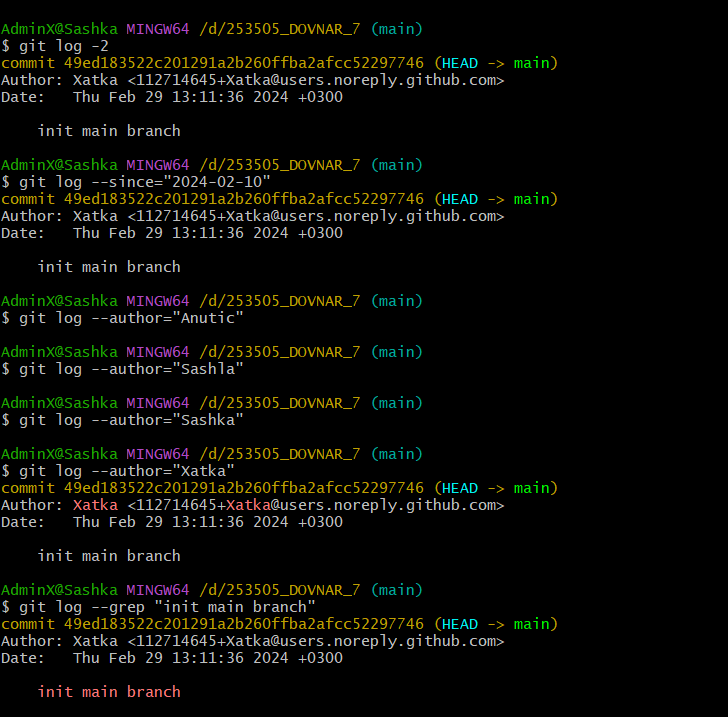 AdminX@Sashka MINGW64 /d/253505_DOVNAR_7 (main)
$ git log -2
commit 49ed183522c201291a2b260ffba2afcc52297746 (HEAD -> main)
Author: Xatka <112714645+Xatka@users.noreply.github.com>
Date:   Thu Feb 29 13:11:36 2024 +0300
    init main branch
AdminX@Sashka MINGW64 /d/253505_DOVNAR_7 (main)
$ git log --since="2024-02-10"
commit 49ed183522c201291a2b260ffba2afcc52297746 (HEAD -> main)
Author: Xatka <112714645+Xatka@users.noreply.github.com>
Date:   Thu Feb 29 13:11:36 2024 +0300
    init main branch
AdminX@Sashka MINGW64 /d/253505_DOVNAR_7 (main)
$ git log --author="Anutic"
AdminX@Sashka MINGW64 /d/253505_DOVNAR_7 (main)
$ git log --author="Sashla"
AdminX@Sashka MINGW64 /d/253505_DOVNAR_7 (main)
$ git log --author="Sashka"
AdminX@Sashka MINGW64 /d/253505_DOVNAR_7 (main)
$ git log --author="Xatka"
commit 49ed183522c201291a2b260ffba2afcc52297746 (HEAD -> main)
Author: Xatka <112714645+Xatka@users.noreply.github.com>
Date:   Thu Feb 29 13:11:36 2024 +0300
    init main branch
AdminX@Sashka MINGW64 /d/253505_DOVNAR_7 (main)
$ git log --grep "init main branch"
commit 49ed183522c201291a2b260ffba2afcc52297746 (HEAD -> main)
Author: Xatka <112714645+Xatka@users.noreply.github.com>
Date:   Thu Feb 29 13:11:36 2024 +0300
    init main branch